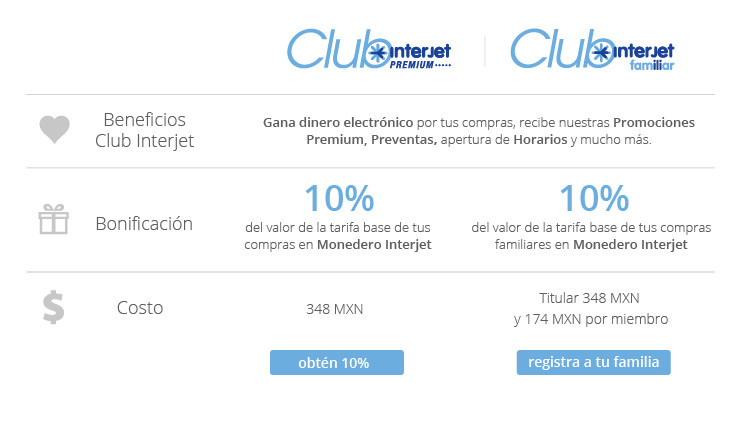 Club interjet PREMIUM
Club interjet familiar
Beneficios
Club Interjet
Gana dinero electrónico por tus compras, recibe nuestras Promociones
Premium, Preventas, apertura de Horarios y mucho más.
Bonificación
10%
del valor de la tarifa base de tus
compras en Monedero Interjet
10%
del valor de la tarifa base de tus compras
familiares en Monedero Interjet
Costo
348 MXN
Titular 348 MXN
y 174 MXN por miembro
obtén 10%
registra a tu familia